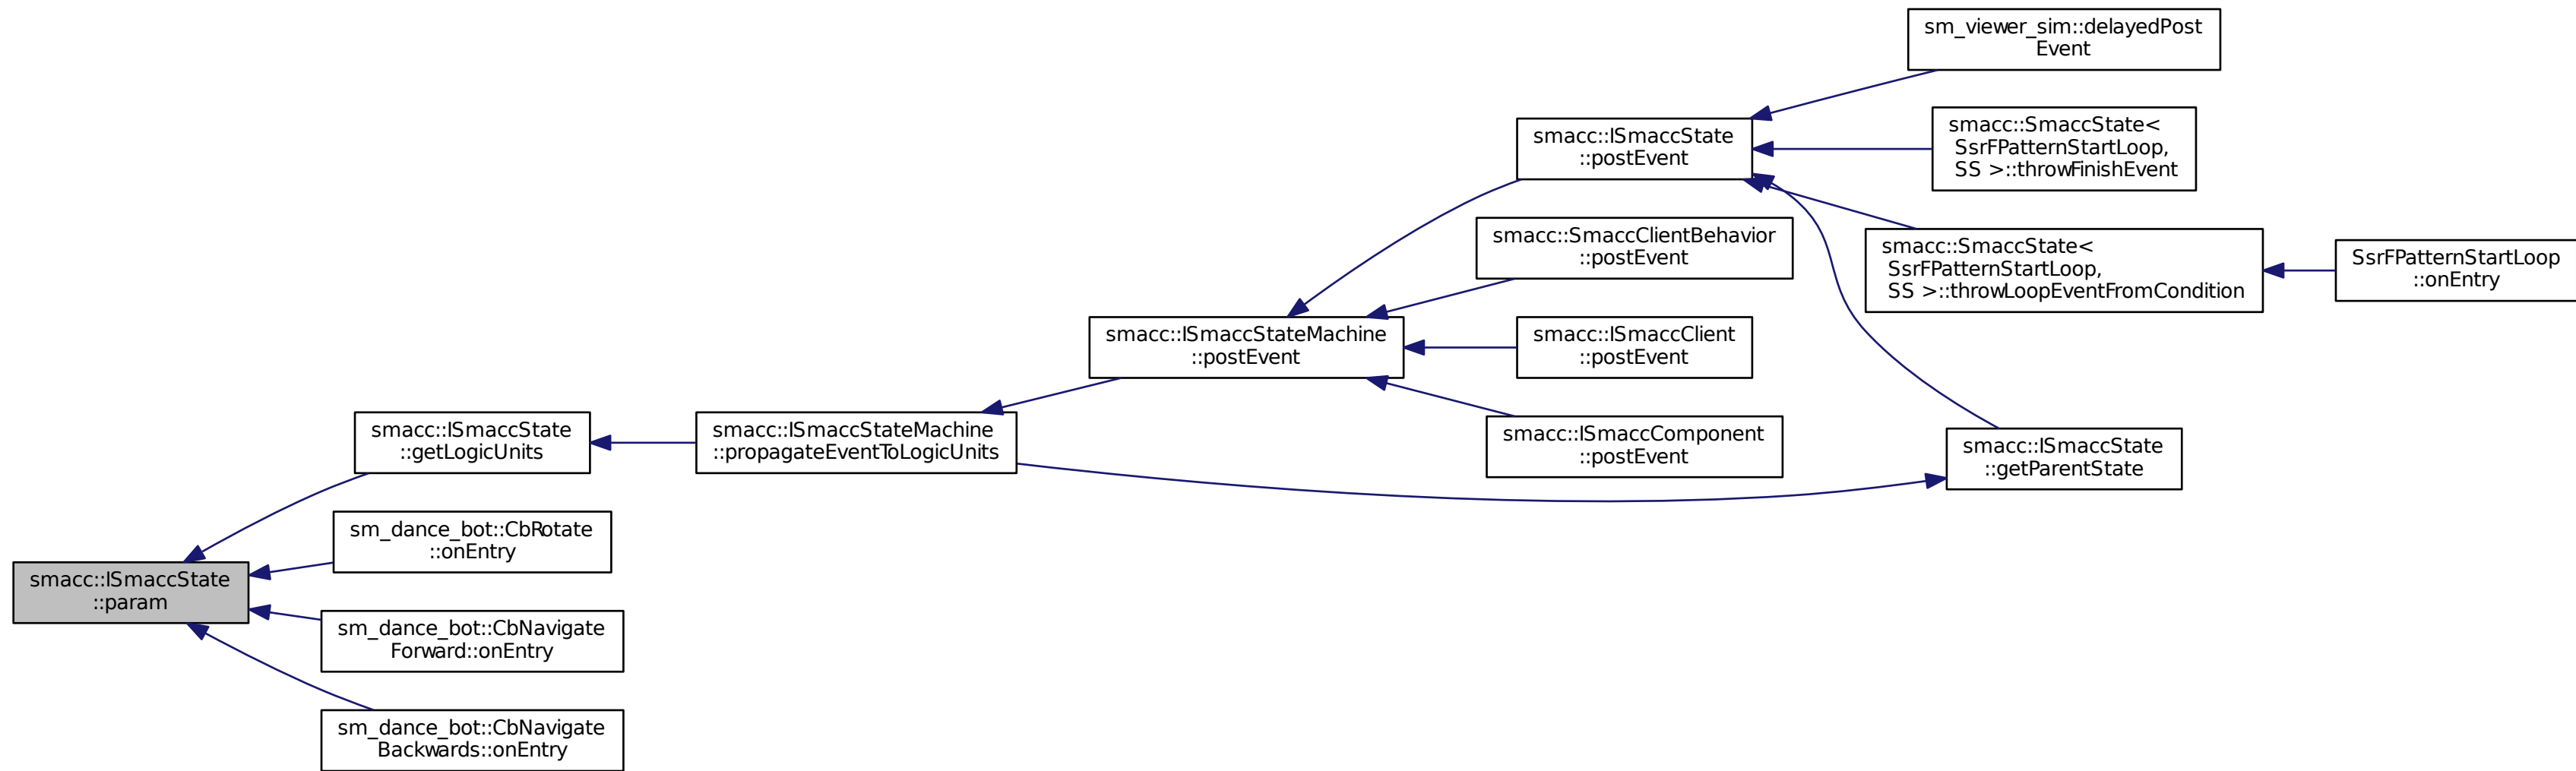 sm_viewer_sim::delayedPost
Event
smacc::ISmaccState
::postEvent
smacc::SmaccState<
SsrFPatternStartLoop,
SS >::throwFinishEvent
smacc::SmaccClientBehavior
::postEvent
smacc::SmaccState<
SsrFPatternStartLoop,
SS >::throwLoopEventFromCondition
SsrFPatternStartLoop
::onEntry
smacc::ISmaccStateMachine
::postEvent
smacc::ISmaccClient
::postEvent
smacc::ISmaccState
::getLogicUnits
smacc::ISmaccStateMachine
::propagateEventToLogicUnits
smacc::ISmaccComponent
::postEvent
smacc::ISmaccState
::getParentState
sm_dance_bot::CbRotate
::onEntry
smacc::ISmaccState
::param
sm_dance_bot::CbNavigate
Forward::onEntry
sm_dance_bot::CbNavigate
Backwards::onEntry